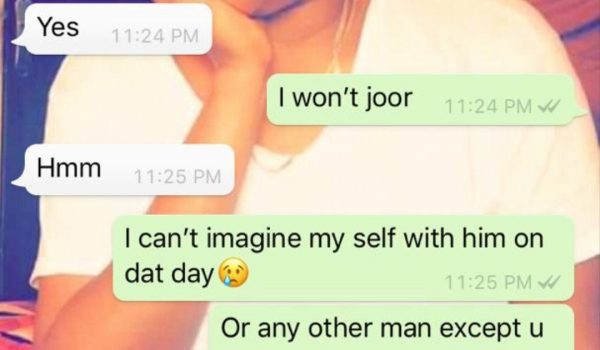 Yes 11:24 PM
I won't joor 11:24 PM
Hmm 11:25 PM
I can't imagine my self with him on
dat day😢 11:25 PM
Or any other man except u